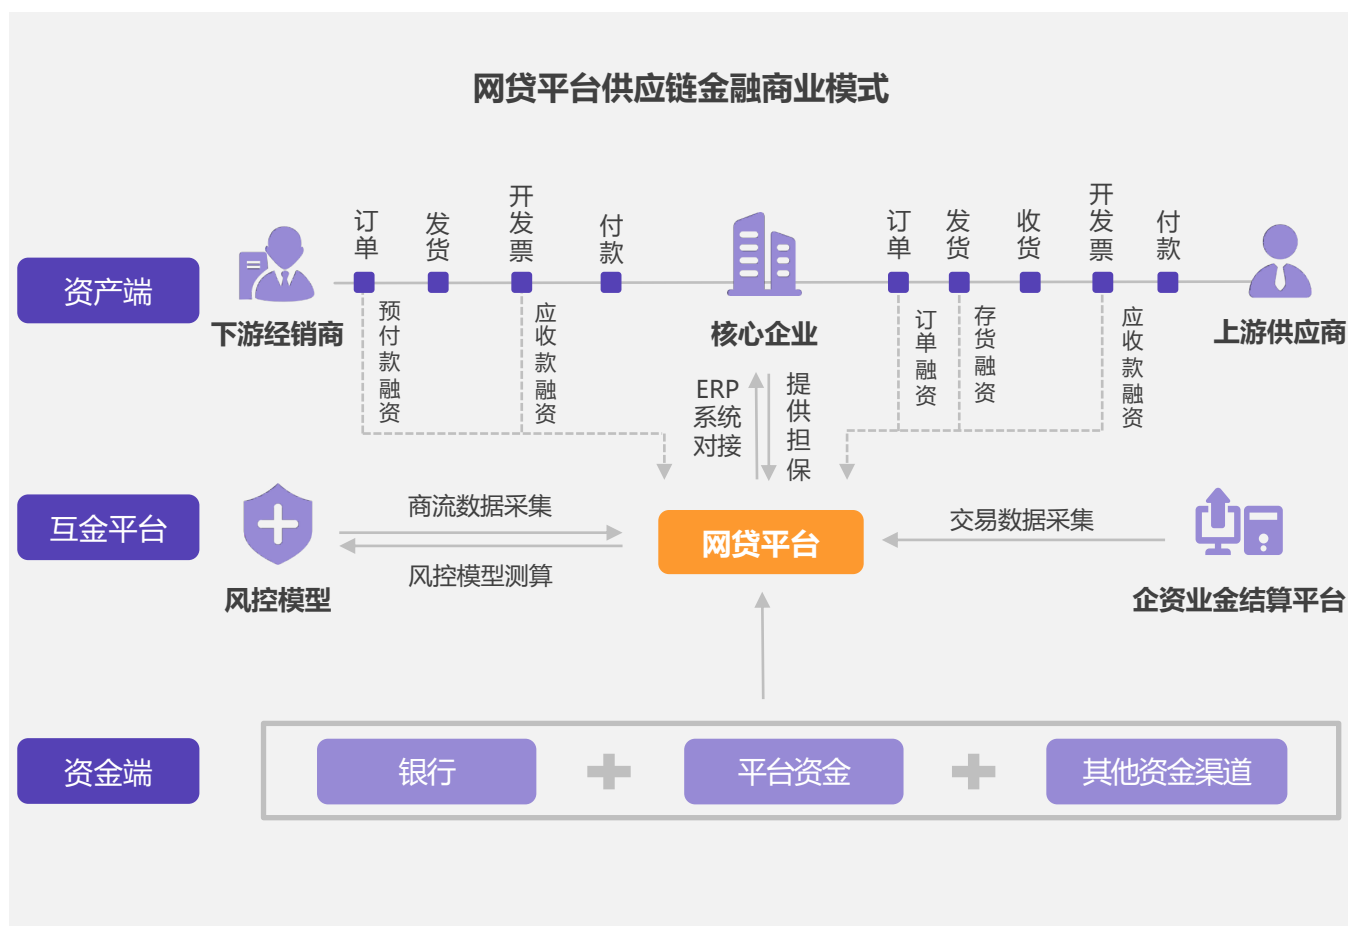 网贷平台供应链金融商业模式
订单
发货
开发票
付款
订单
发货
收货
开发票
付款
资产端
下游经销商
核心企业
上游供应商
预付款融资
应收款融资
订单融资
存货融资
应收款融资
ERP
系统
对接
提供担保
互金平台
商流数据采集
风控模型测算
网贷平台
交易数据采集
风控模型
企资业金结算平台
资金端
银行
平台资金
其他资金渠道